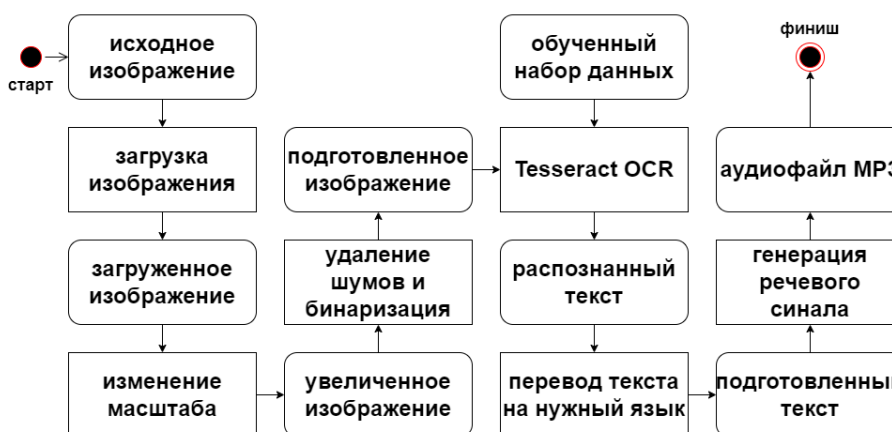 старт
исходное
изображение
загрузка
изображения
загруженное
изображение
изменение
масштаба
увеличенное
изображение
удаление
шумов и
бинаризация
подготовленное
изображение
обученный
набор данных
Tesseract OCR
распознанный
текст
перевод текста
на нужный язык
подготовленный
текст
генерация
речевого
синала
аудиофайл MP3
финиш